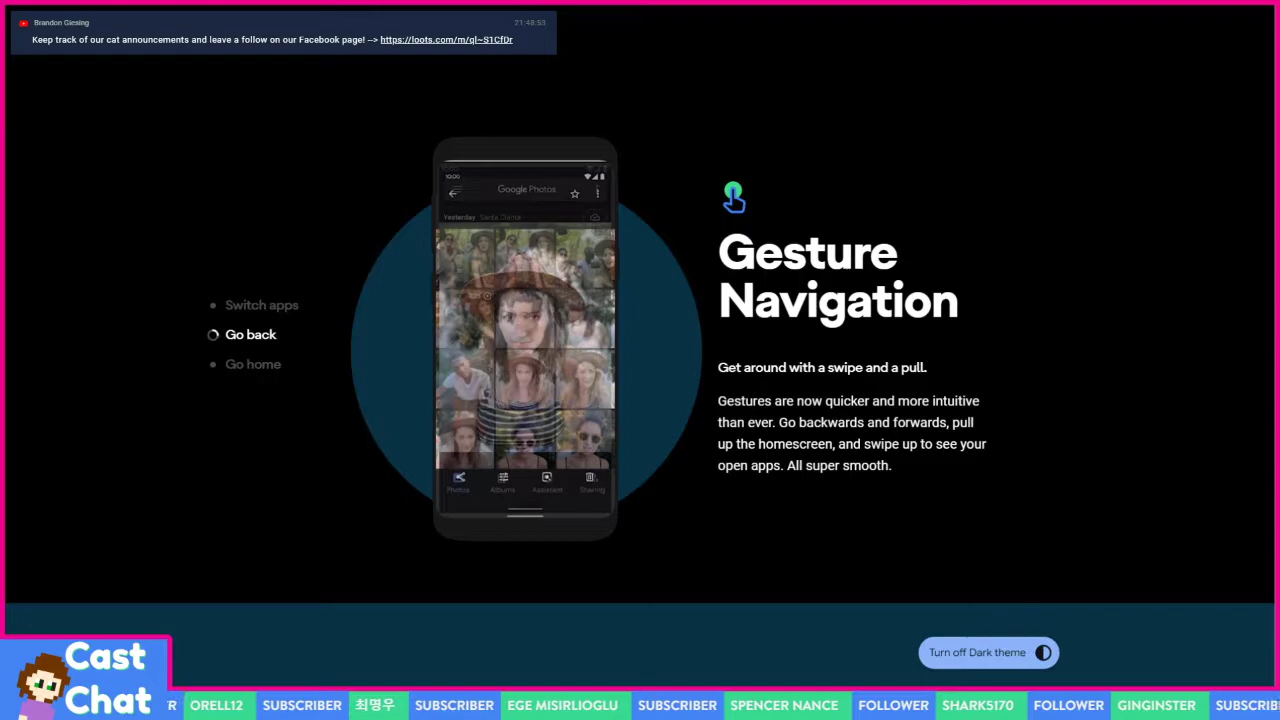 Brandon Giesing
21:48:53
Keep track of our cat announcements and leave a follow on our Facebook page! --> https://loots.com/m/ql~S1CfDr
10:00
Google Photos
Yesterday Santa Clarita
Photos Albums Assistant Sharing
Switch apps
Go back
Go home
Gesture
Navigation
Get around with a swipe and a pull.
Gestures are now quicker and more intuitive
than ever. Go backwards and forwards, pull
up the homescreen, and swipe up to see your
open apps. All super smooth.
Turn off Dark theme
Cast
Chat
R ORELL12 SUBSCRIBER 최명우 SUBSCRIBER EGE MISIRLIOGLU SUBSCRIBER SPENCER NANCE FOLLOWER SHARK5170 FOLLOWER GINGINSTER SUBSCRIB